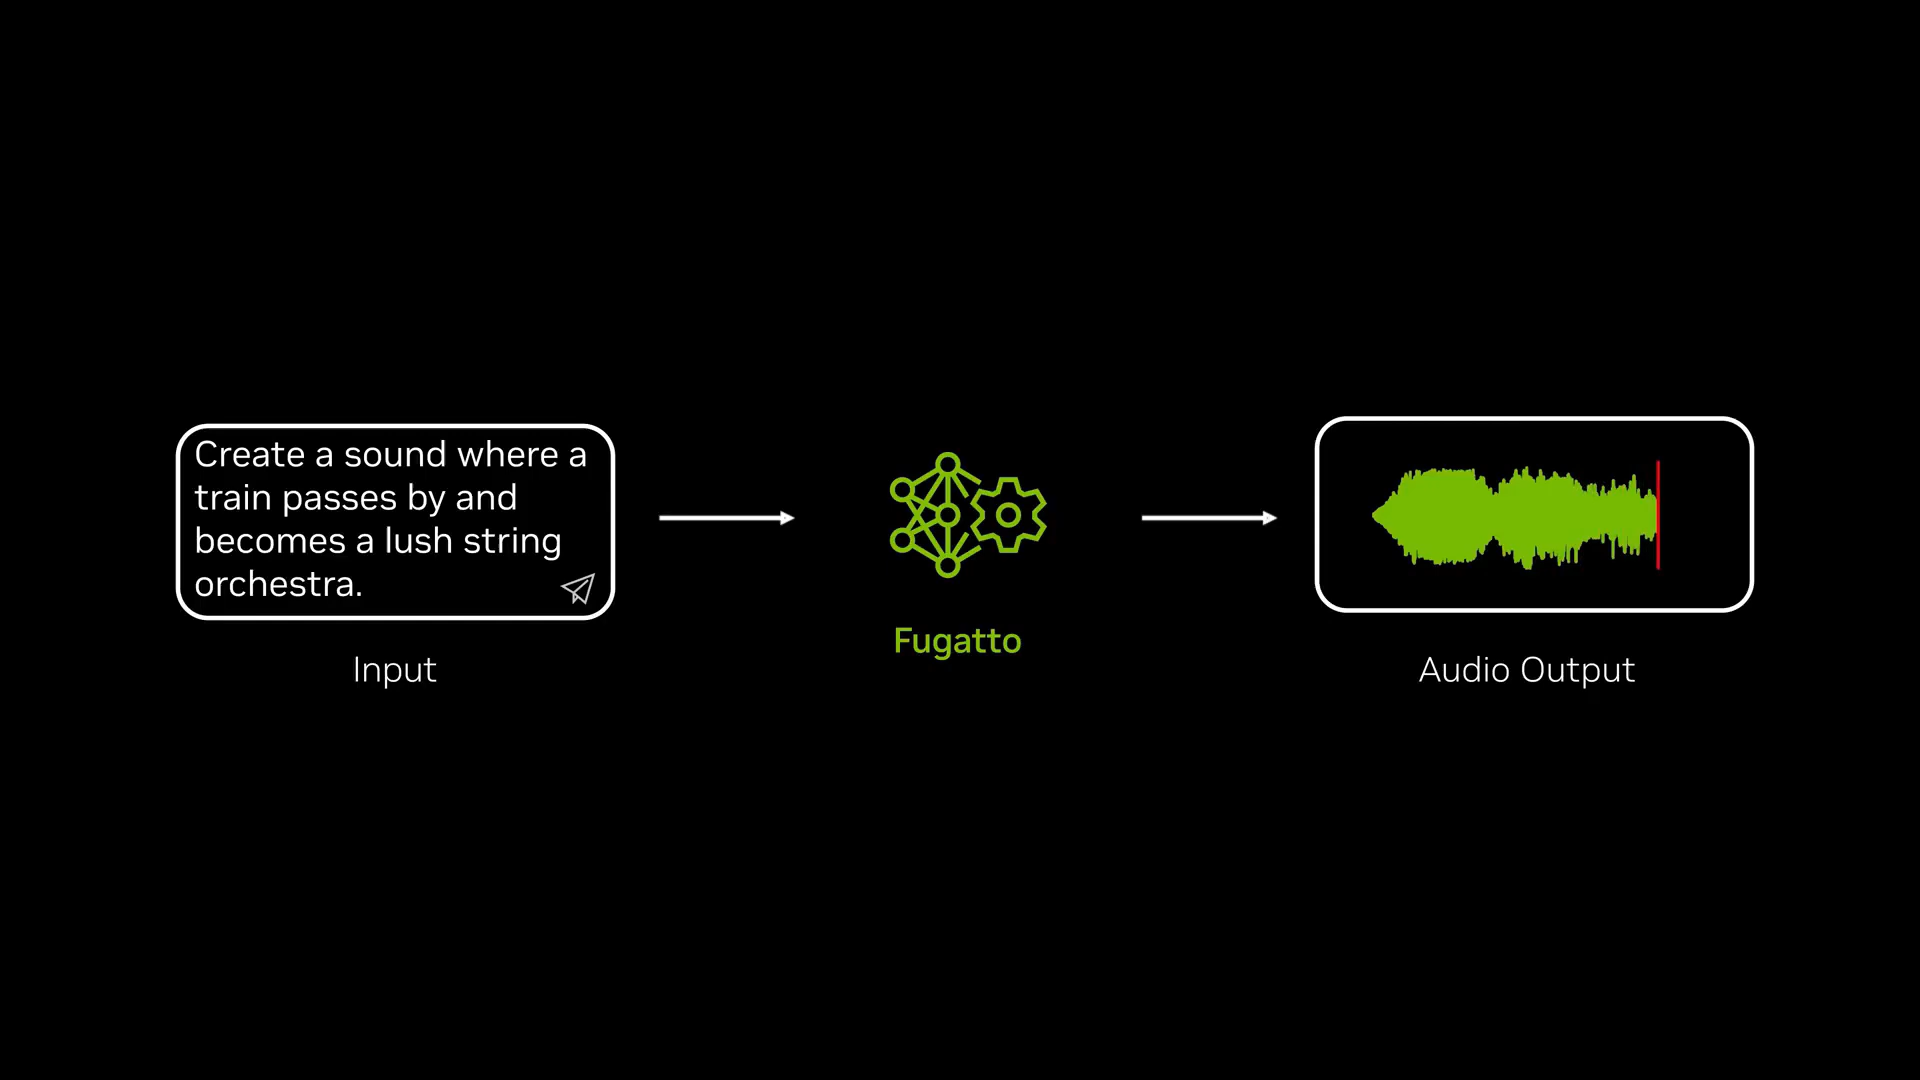 Create a sound where a
train passes by and
becomes a lush string
orchestra.
Input
Fugatto
Audio Output